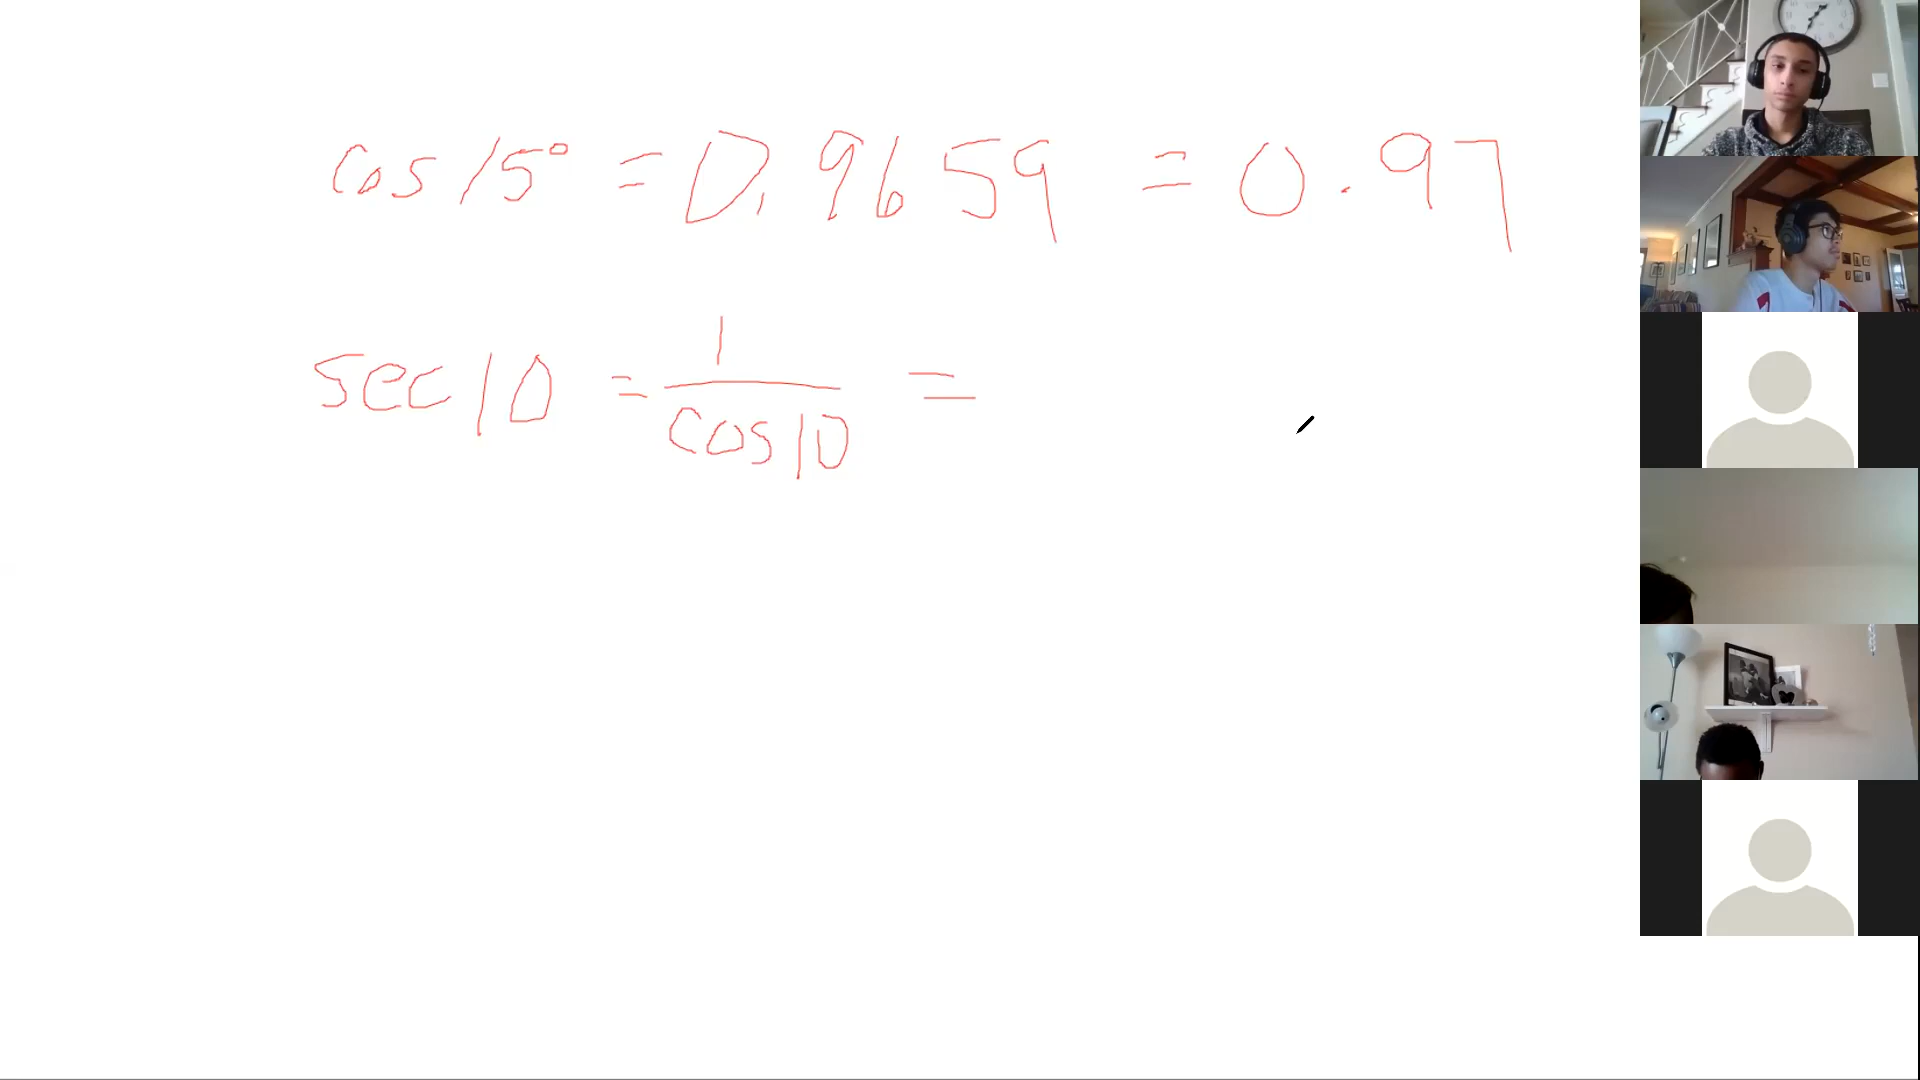 cos 15° = 0.9659 = 0.97
sec 10 = 1/cos 10 =